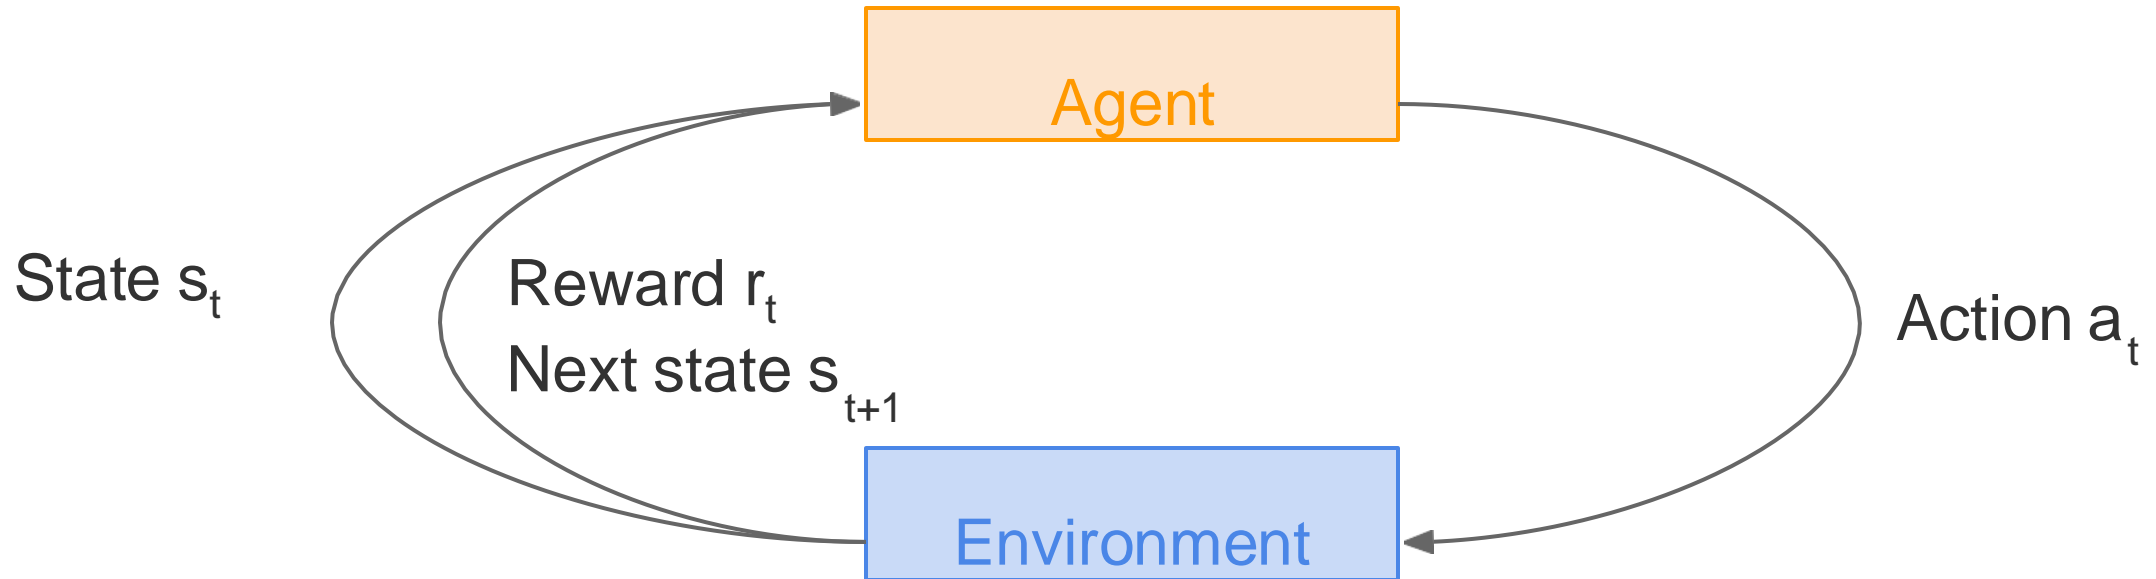 Agent
State sₜ
Reward rₜ
Next state sₜ₊₁
Action aₜ
Environment